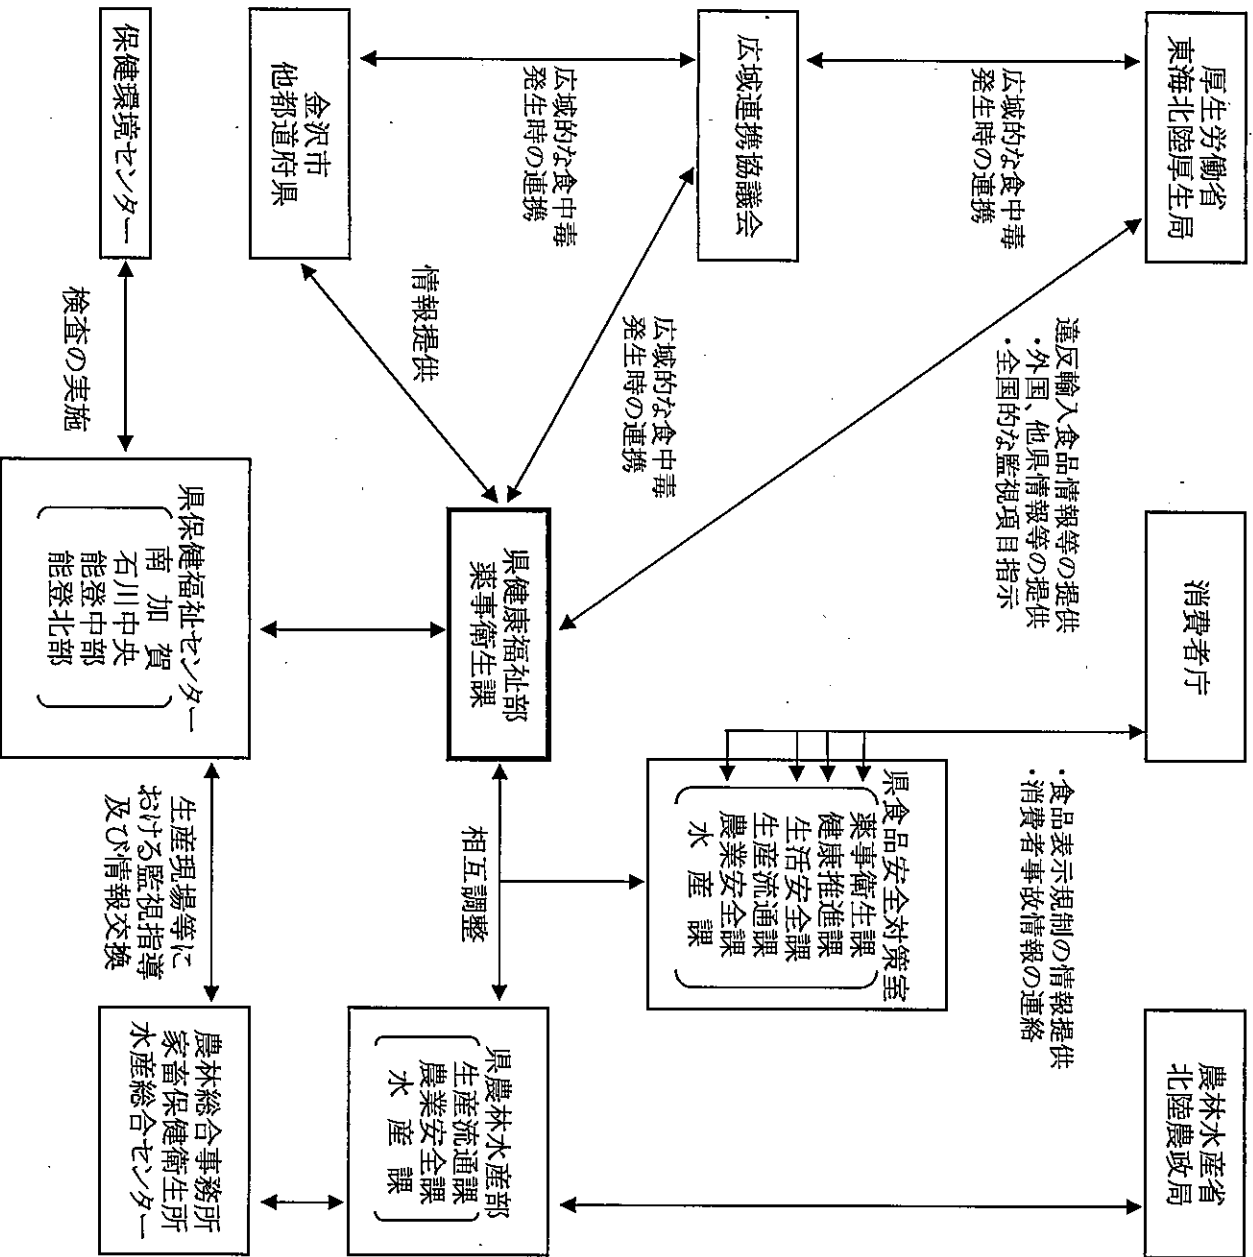 厚生労働省
東海北陸厚生局
消費者庁
農林水産省
北陸農政局
広域的な食中毒
発生時の連携
違反輸入食品情報等の提供
・外国、他県情報等の提供
・全国的な監視項目指示
・食品表示規制の情報提供
・消費者事故情報の連絡
広域連携協議会
県食品安全対策室
薬事衛生課
健康推進課
生活安全課
生産流通課
農業安全課
水産課
広域的な食中毒
発生時の連携
広域的な食中毒
発生時の連携
金沢市
他都道府県
情報提供
県健康福祉部
薬事衛生課
相互調整
県農林水産部
生産流通課
農業安全課
水産課
保健環境センター
検査の実施
県保健福祉センター
南加賀
石川中央
能登中部
能登北部
生産現場等に
おける監視指導
及び情報交換
農林総合事務所
家畜保健衛生所
水産総合センター